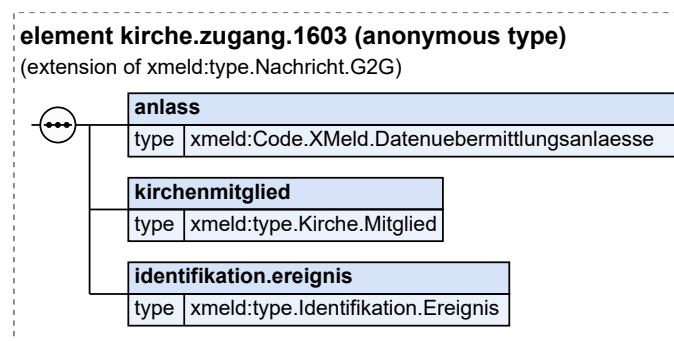 element kirche.zugang.1603 (anonymous type)
(extension of xmeld:type.Nachricht.G2G)
anlass
type xmeld:Code.XMeld.Datenuebermittlungsanlaesse
kirchenmitglied
type xmeld:type.Kirche.Mitglied
identifikation.ereignis
type xmeld:type.Identifikation.Ereignis